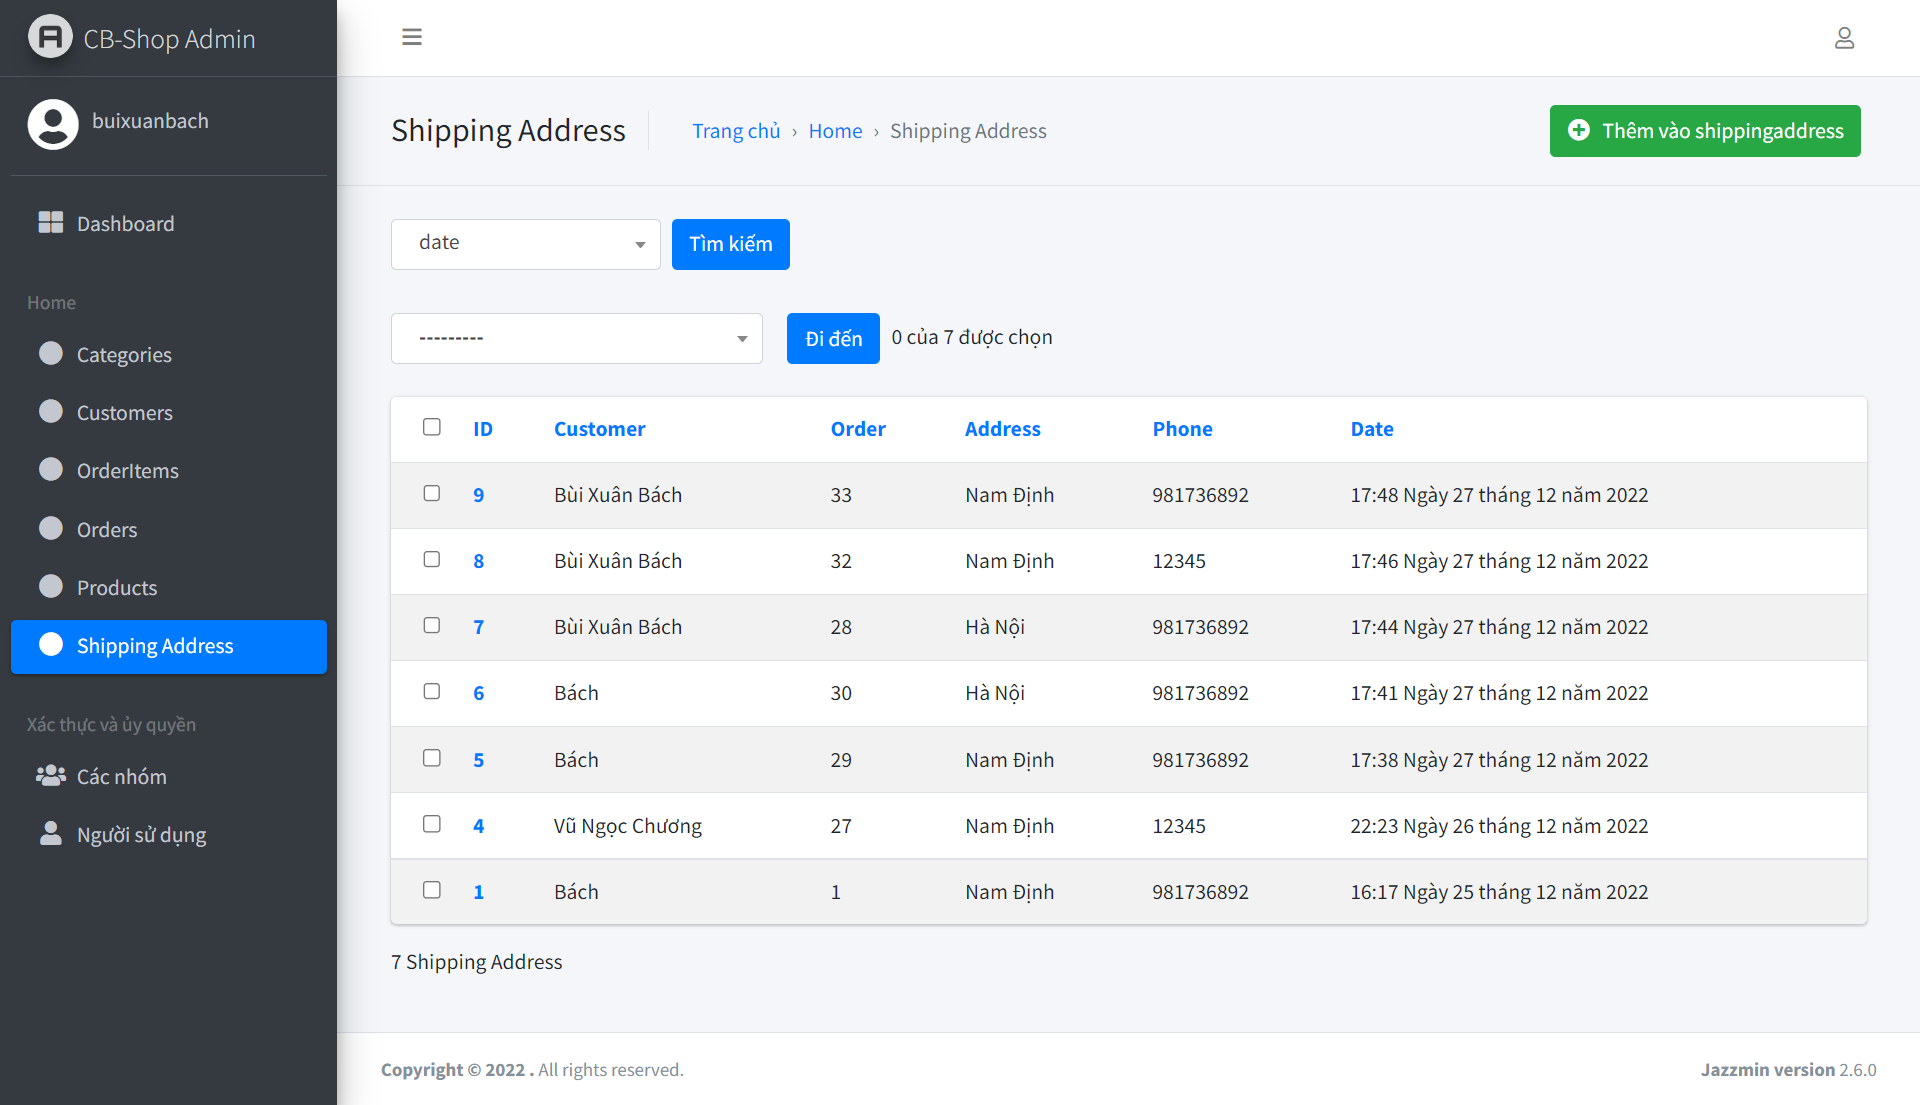 CB-Shop Admin
buixuanbach
Dashboard
Home
Categories
Customers
OrderItems
Orders
Products
Shipping Address
Xác thực và ủy quyền
Các nhóm
Người sử dụng
Shipping Address
Trang chủ › Home › Shipping Address
Thêm vào shippingaddress
date
Tìm kiếm
---------
Đi đến
0 của 7 được chọn
ID Customer Order Address Phone Date
9 Bùi Xuân Bách 33 Nam Định 981736892 17:48 Ngày 27 tháng 12 năm 2022
8 Bùi Xuân Bách 32 Nam Định 12345 17:46 Ngày 27 tháng 12 năm 2022
7 Bùi Xuân Bách 28 Hà Nội 981736892 17:44 Ngày 27 tháng 12 năm 2022
6 Bách 30 Hà Nội 981736892 17:41 Ngày 27 tháng 12 năm 2022
5 Bách 29 Nam Định 981736892 17:38 Ngày 27 tháng 12 năm 2022
4 Vũ Ngọc Chương 27 Nam Định 12345 22:23 Ngày 26 tháng 12 năm 2022
1 Bách 1 Nam Định 981736892 16:17 Ngày 25 tháng 12 năm 2022
7 Shipping Address
Copyright © 2022 . All rights reserved.
Jazzmin version 2.6.0